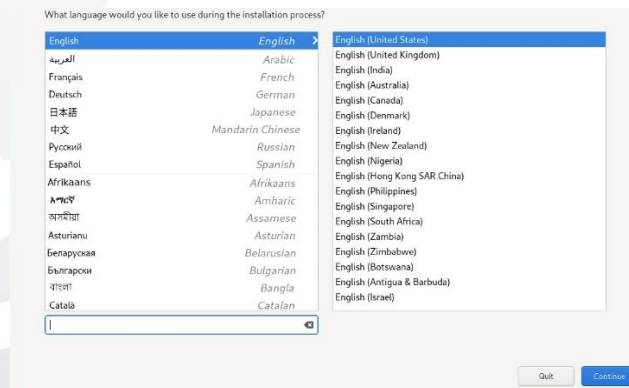 What language would you like to use during the installation process?
English English
العربية Arabic
Français French
Deutsch German
日本語 Japanese
中文 Mandarin Chinese
Русский Russian
Español Spanish
Afrikaans Afrikaans
አማርኛ Amharic
অসমীয়া Assamese
Asturianu Asturian
Беларуская Belarusian
Български Bulgarian
বাংলা Bangla
Català Catalan
English (United States)
English (United Kingdom)
English (India)
English (Australia)
English (Canada)
English (Denmark)
English (Ireland)
English (New Zealand)
English (Nigeria)
English (Hong Kong SAR China)
English (Philippines)
English (Singapore)
English (South Africa)
English (Zambia)
English (Zimbabwe)
English (Botswana)
English (Antigua & Barbuda)
English (Israel)
Quit Continue